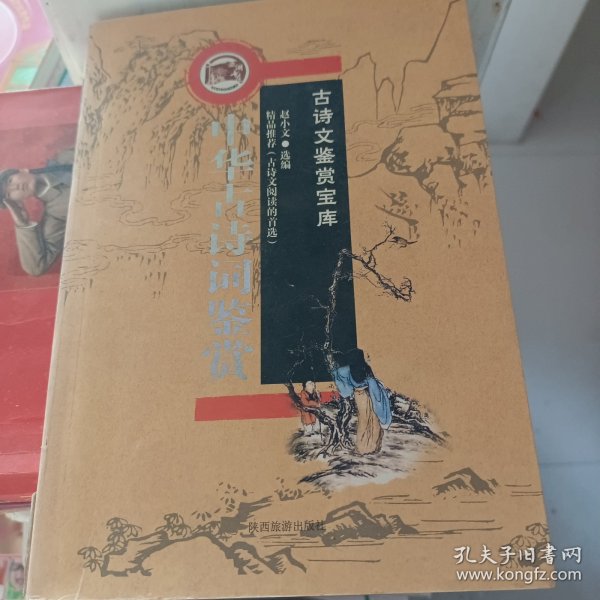 古诗文鉴赏宝库
赵小文●选编
精品推荐(古诗文阅读的首选)
中华古诗词鉴赏
陕西旅游出版社
孔夫子旧书网
www.kongfz.com